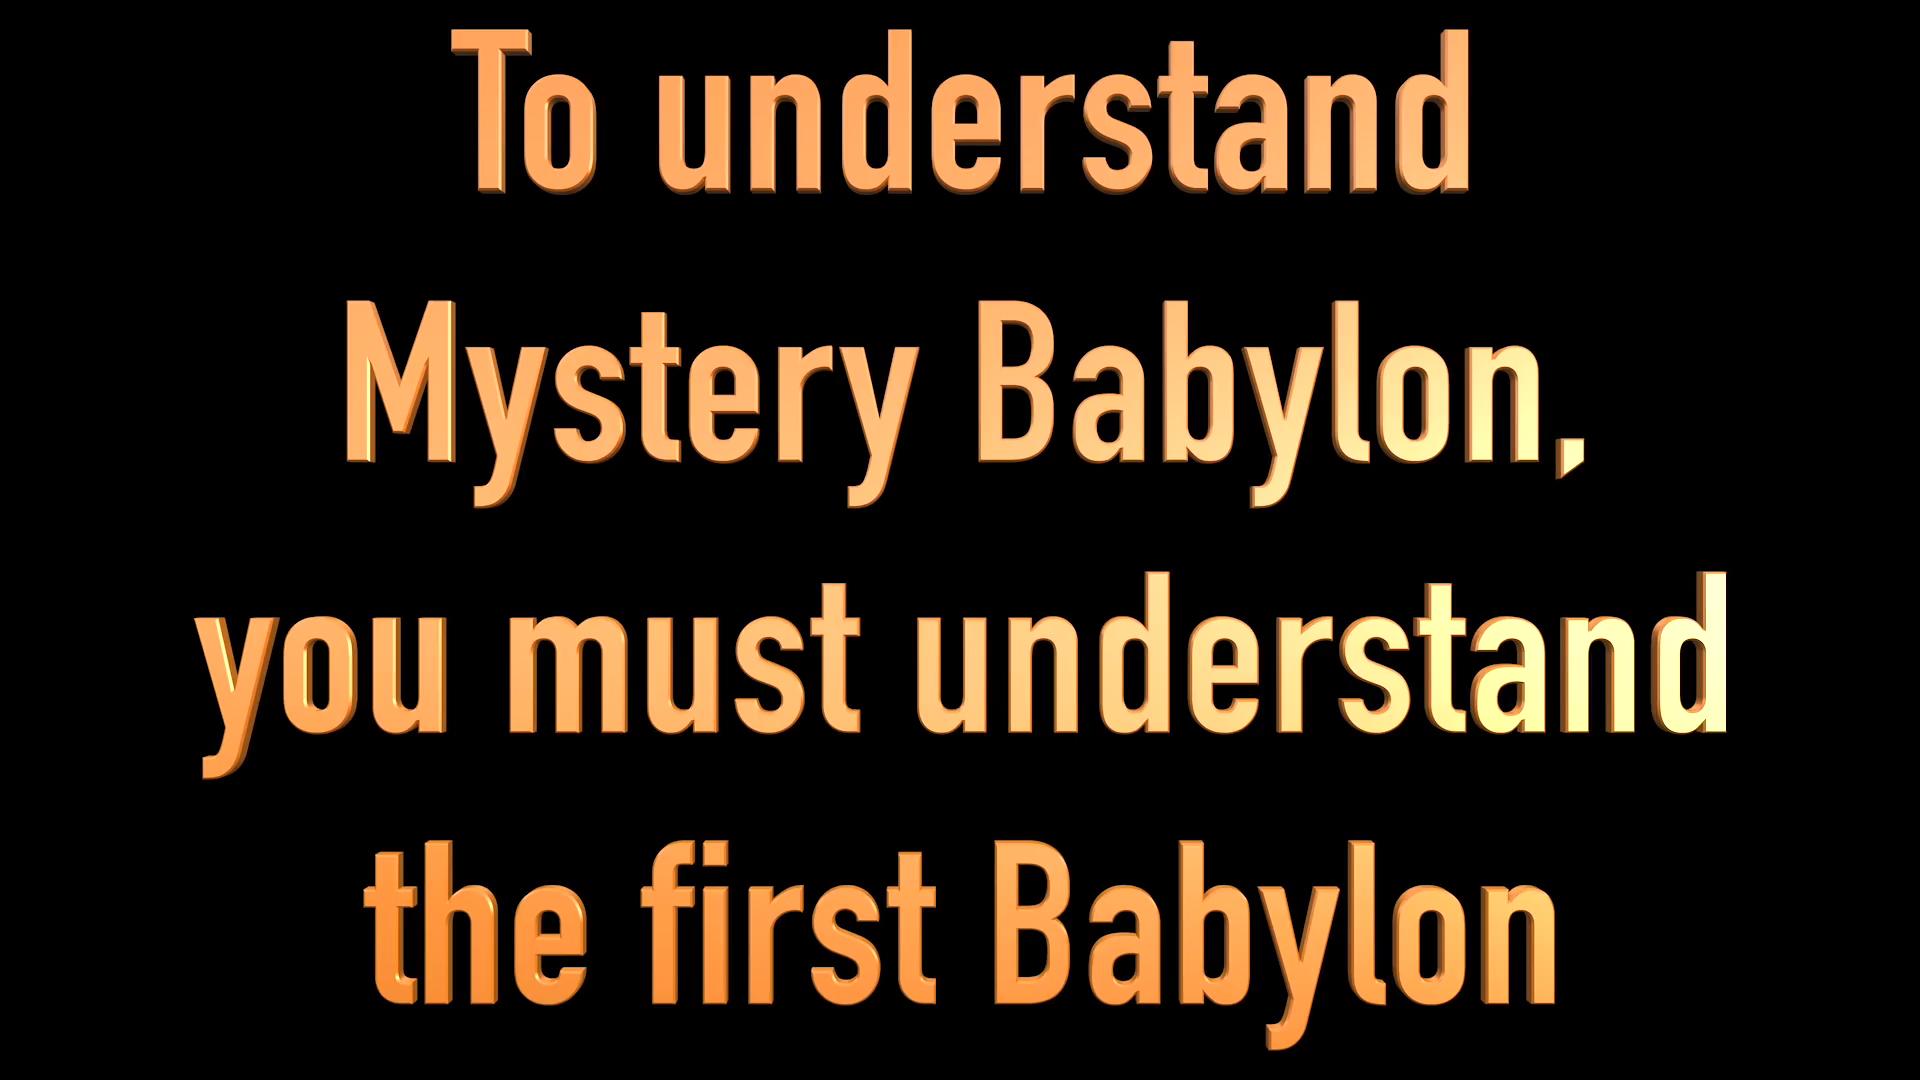 To understand
Mystery Babylon,
you must understand
the first Babylon